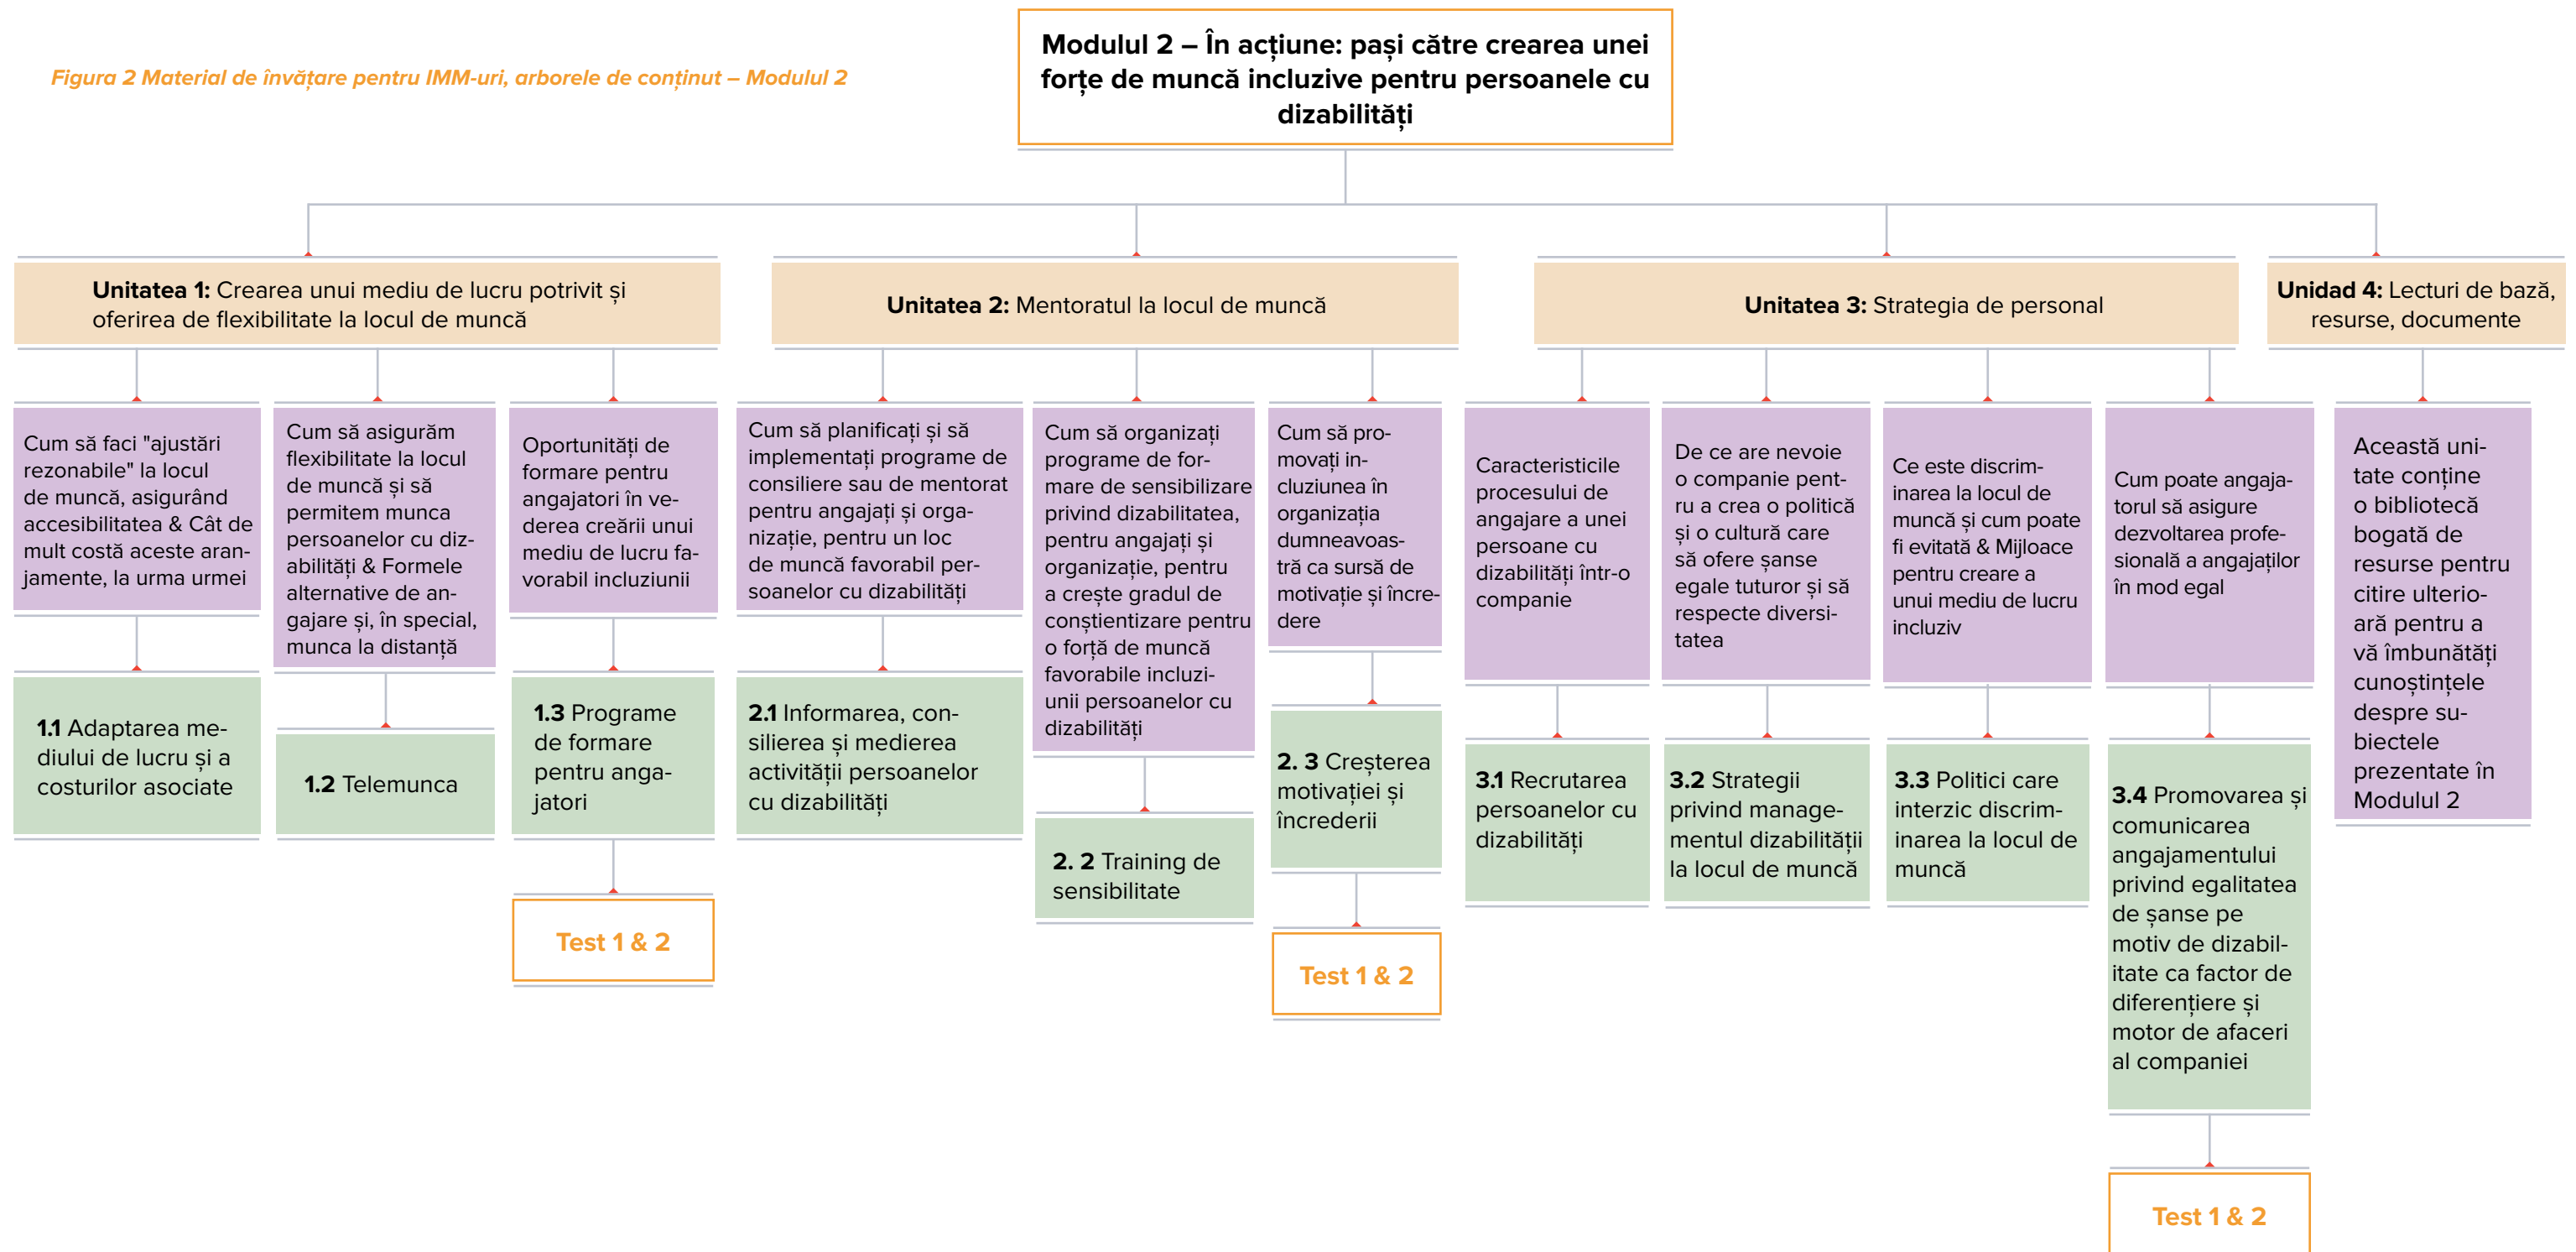 Figura 2 Material de învățare pentru IMM-uri, arborele de conținut – Modulul 2
Modulul 2 – În acțiune: pași către crearea unei
forțe de muncă incluzive pentru persoanele cu
dizabilități
Unitatea 1: Crearea unui mediu de lucru potrivit și
oferirea de flexibilitate la locul de muncă
Unitatea 2: Mentoratul la locul de muncă
Unitatea 3: Strategia de personal
Unidad 4: Lecturi de bază,
resurse, documente
Cum să faci "ajustări
rezonabile" la locul
de muncă, asigurând
accesibilitatea & Cât de
mult costă aceste aran-
jamente, la urma urmei
Cum să asigurăm
flexibilitate la locul
de muncă și să
permitem munca
persoanelor cu diz-
abilități & Formele
alternative de an-
gajare și, în special,
munca la distanță
Oportunități de
formare pentru
angajatori în ve-
derea creării unui
mediu de lucru fa-
vorabil incluziunii
Cum să planificați și să
implementați programe de
consiliere sau de mentorat
pentru angajați și orga-
nizație, pentru un loc
de muncă favorabil per-
soanelor cu dizabilități
Cum să organizați
programe de for-
mare de sensibilizare
privind dizabilitatea,
pentru angajați și
organizație, pentru
a crește gradul de
conștientizare pentru
o forță de muncă
favorabile incluzi-
unii persoanelor cu
dizabilități
Cum să pro-
movați in-
cluziunea în
organizația
dumneavoas-
tră ca sursă de
motivație și încre-
dere
Caracteristicile
procesului de
angajare a unei
persoane cu
dizabilități într-o
companie
De ce are nevoie
o companie pent-
ru a crea o politică
și o cultură care
să ofere șanse
egale tuturor și să
respecte diversi-
tatea
Ce este discrim-
inarea la locul de
muncă și cum poate
fi evitată & Mijloace
pentru creare a
unui mediu de lucru
incluziv
Cum poate angaja-
torul să asigure
dezvoltarea profe-
sională a angajaților
în mod egal
Această uni-
tate conține
o bibliotecă
bogată de
resurse pentru
citire ulterio-
ară pentru a
vă îmbunătăți
cunoștințele
despre su-
biectele
prezentate în
Modulul 2
1.1 Adaptarea me-
diului de lucru și a
costurilor asociate
1.2 Telemunca
1.3 Programe
de formare
pentru anga-
jatori
2.1 Informarea, con-
silierea și medierea
activității persoanelor
cu dizabilități
2. 2 Training de
sensibilitate
2. 3 Creșterea
motivației și
încrederii
3.1 Recrutarea
persoanelor cu
dizabilități
3.2 Strategii
privind manage-
mentul dizabilității
la locul de muncă
3.3 Politici care
interzic discrim-
inarea la locul de
muncă
3.4 Promovarea și
comunicarea
angajamentului
privind egalitatea
de șanse pe
motiv de dizabil-
itate ca factor de
diferențiere și
motor de afaceri
al companiei
Test 1 & 2
Test 1 & 2
Test 1 & 2